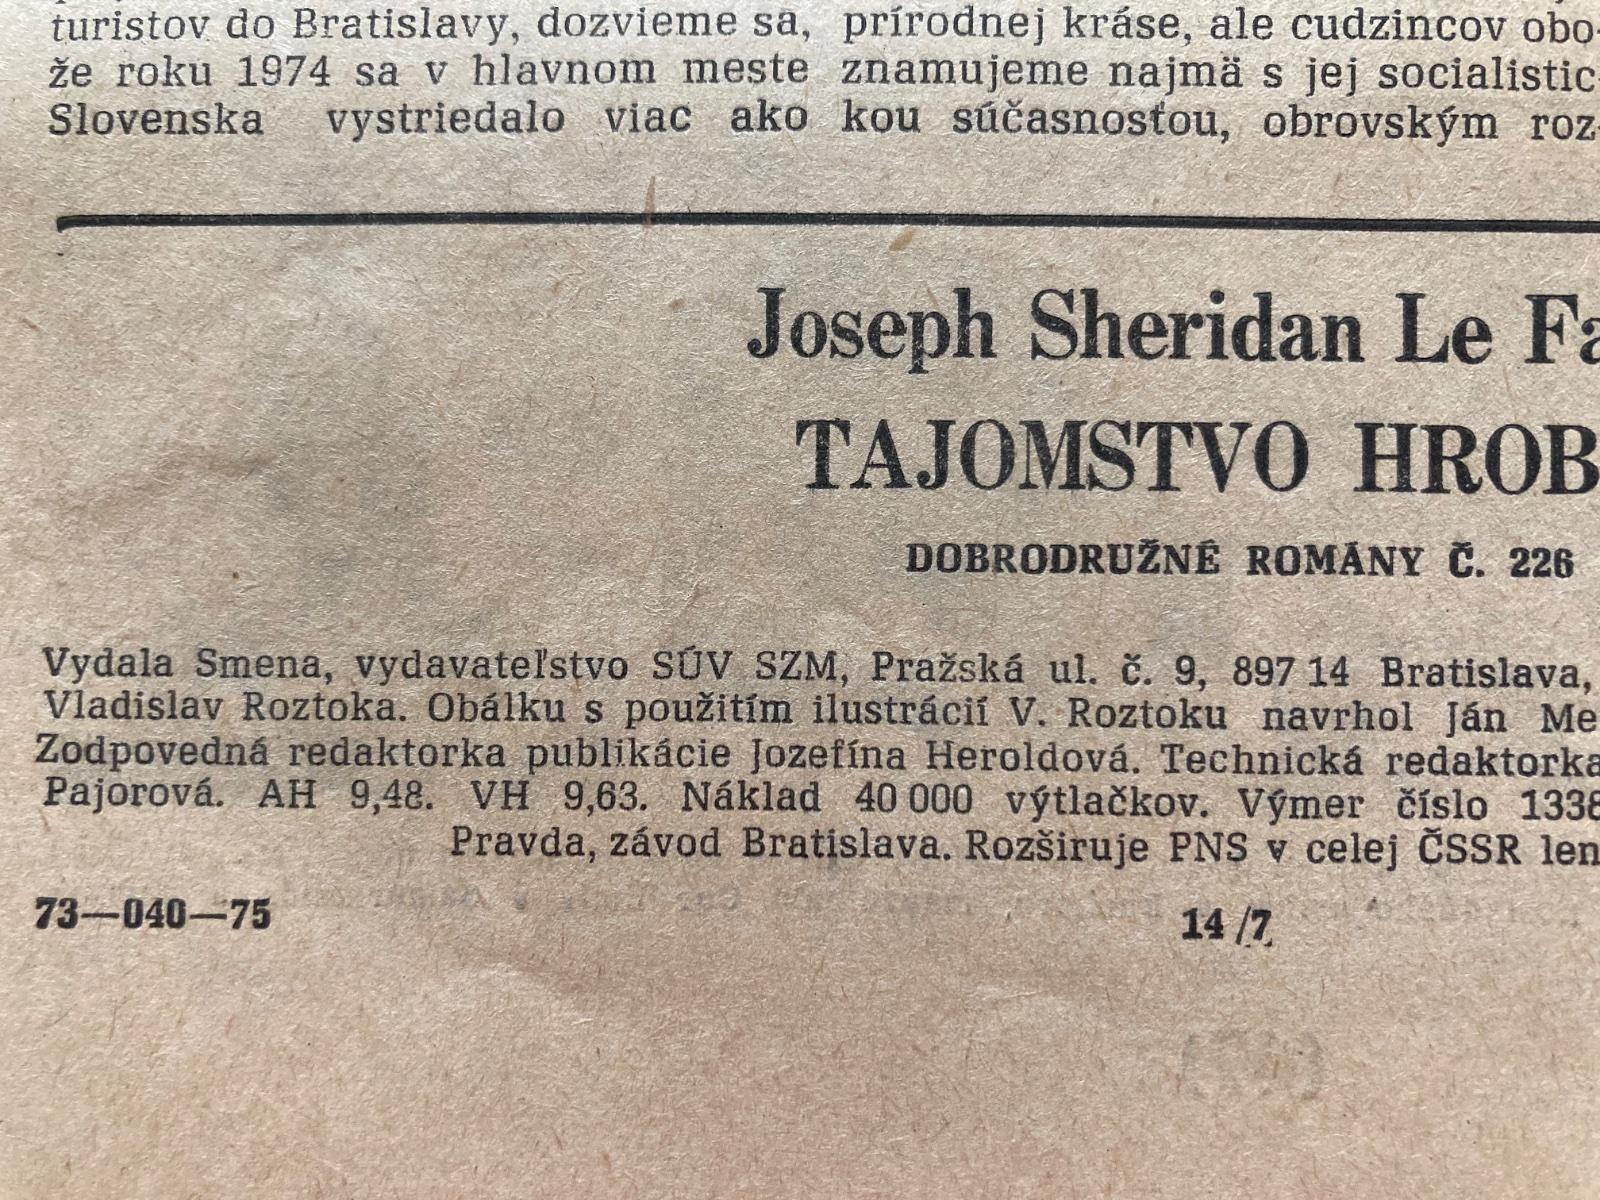 turistov do Bratislavy, dozvieme sa,
že roku 1974 sa v hlavnom meste
Slovenska vystriedalo viac ako
prírodnej kráse, ale cudzincov obo-
znamujeme najmä s jej socialistic-
kou súčasnosťou, obrovským roz-
Joseph Sheridan Le Fa
TAJOMSTVO HROB
DOBRODRUŽNÉ ROMÁNY Č. 226
Vydala Smena, vydavateľstvo SÚV SZM, Pražská ul. č. 9, 897 14 Bratislava,
Vladislav Roztoka. Obálku s použitím ilustrácií V. Roztoku navrhol Ján Me
Zodpovedná redaktorka publikácie Jozefína Heroldová. Technická redaktorka
Pajorová. AH 9,48. VH 9,63. Náklad 40 000 výtlačkov. Výmer číslo 1338
Pravda, závod Bratislava. Rozširuje PNS v celej ČSSR len
73—040—75
14/7